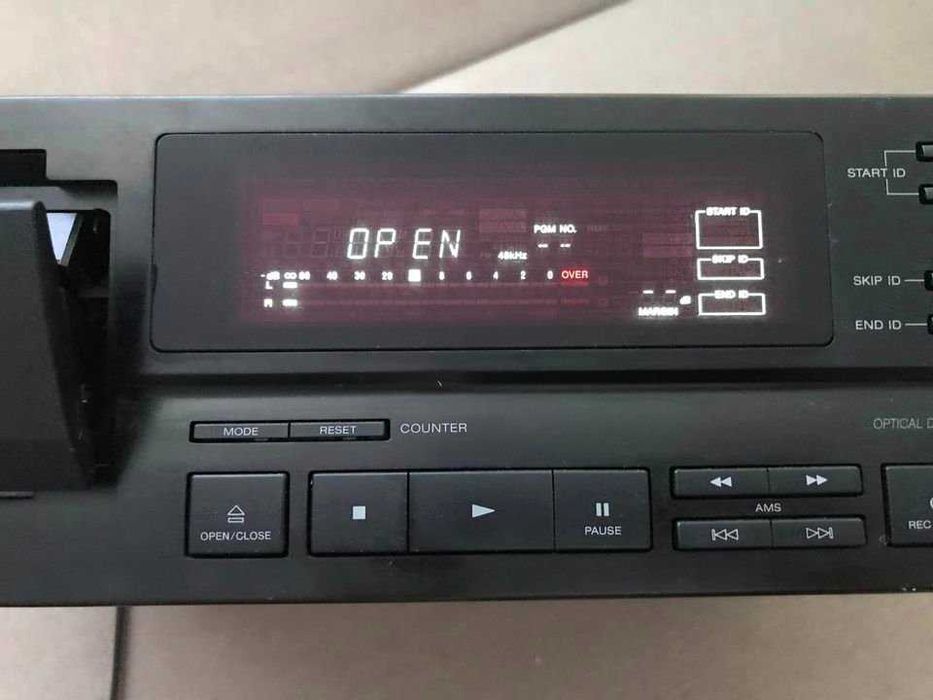 START ID
START ID
OPEN
PGM NO.
-- --
48kHz
SKIP ID
-dB ∞ 60 40 30 20 8 6 4 2 0 OVER
SKIP ID
L
END ID
R
-- -- dB
MARGIN
END ID
MODE RESET COUNTER
OPTICAL D
OPEN/CLOSE
PAUSE
AMS
REC